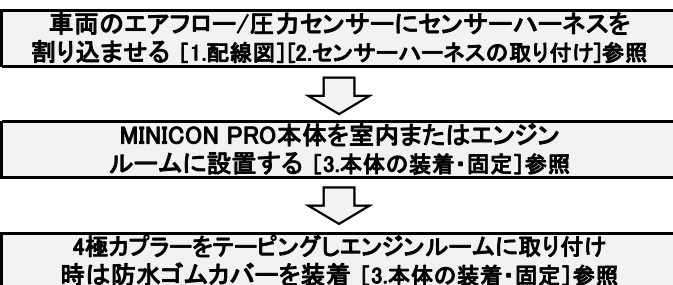 車両のエアフロー/圧力センサーにセンサーハーネスを
割り込ませる [1.配線図][2.センサーハーネスの取り付け]参照
MINICON PRO本体を室内またはエンジン
ルームに設置する [3.本体の装着・固定]参照
4極カプラーをテーピングしエンジンルームに取り付け
時は防水ゴムカバーを装着 [3.本体の装着・固定]参照